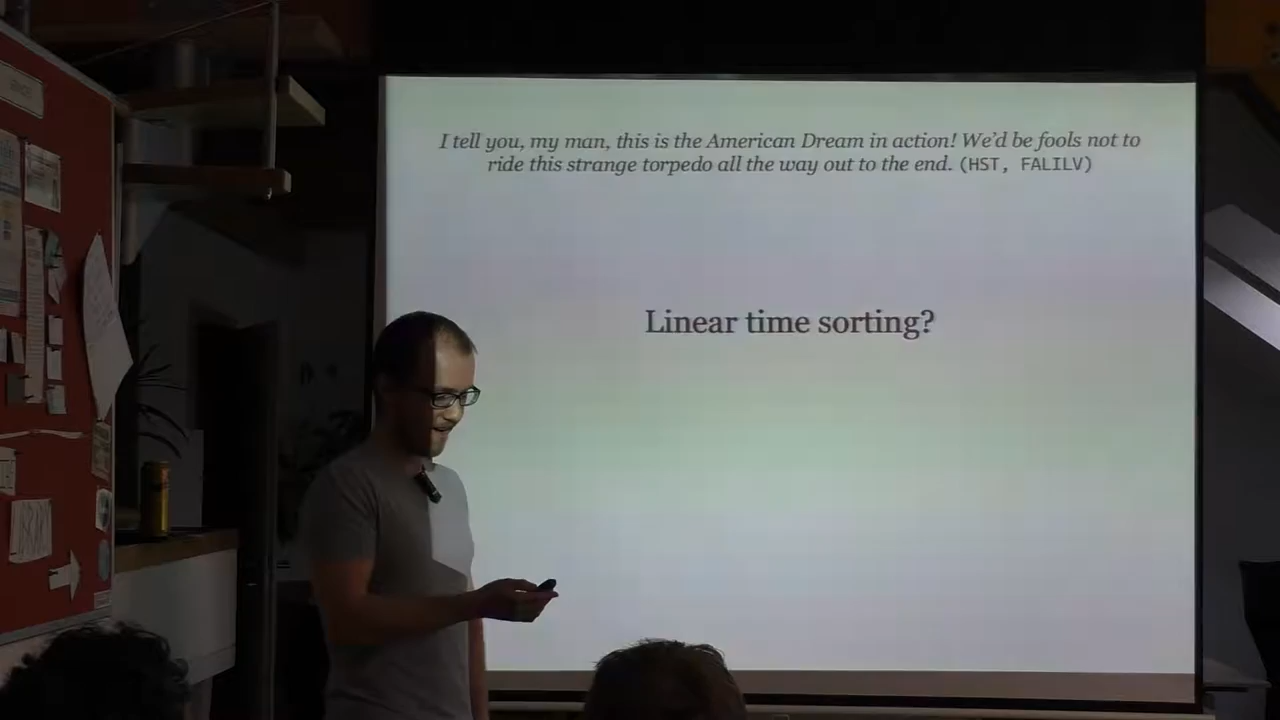 I tell you, my man, this is the American Dream in action! We'd be fools not to
ride this strange torpedo all the way out to the end. (HST, FALILV)
Linear time sorting?